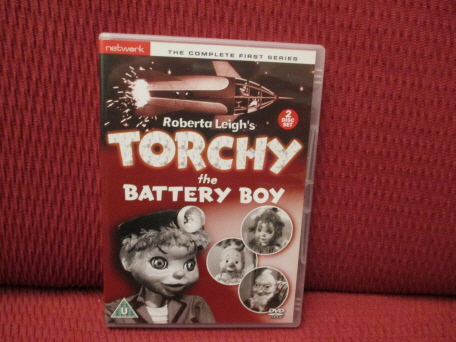 network
THE COMPLETE FIRST SERIES
2
DISC
SET
Roberta Leigh's
TORCHY
the
BATTERY BOY
U
DVD